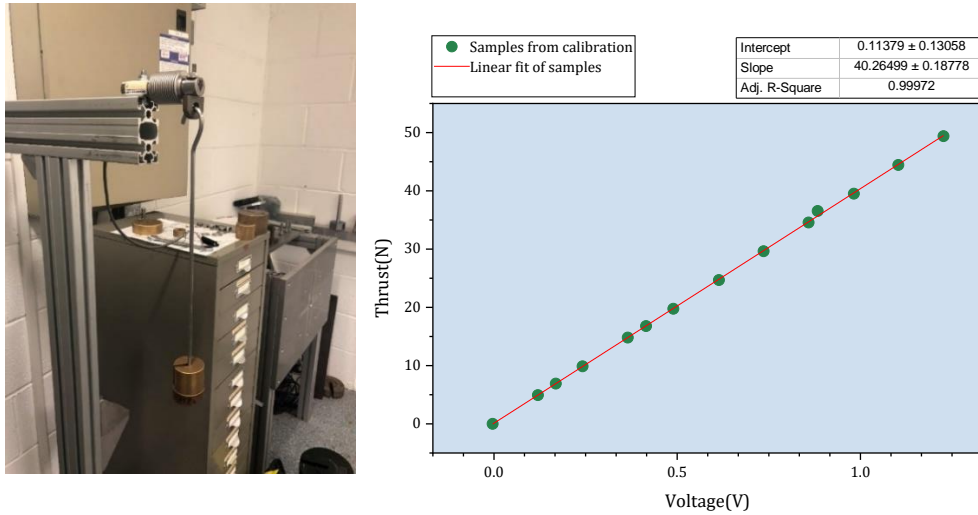 Samples from calibration
Linear fit of samples
Intercept 0.11379 ± 0.13058
Slope 40.26499 ± 0.18778
Adj. R-Square 0.99972
50
40
30
20
10
0
Thrust(N)
0.0 0.5 1.0
Voltage(V)